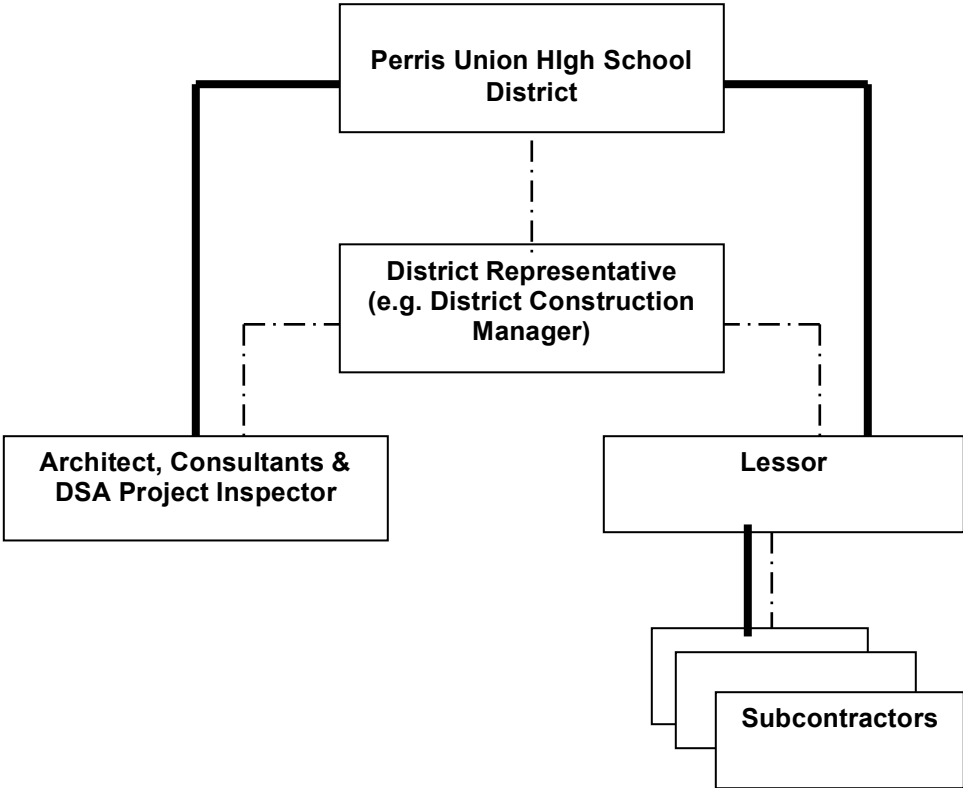 Perris Union HIgh School
District
District Representative
(e.g. District Construction
Manager)
Architect, Consultants &
DSA Project Inspector
Lessor
Subcontractors